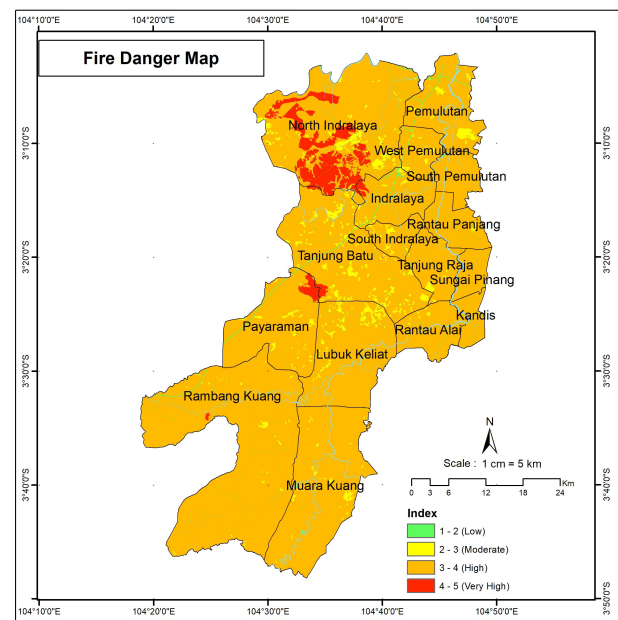 104°10'0"E 104°20'0"E 104°30'0"E 104°40'0"E 104°50'0"E
Fire Danger Map
Pemulutan
North Indralaya
3°10'0"S 3°10'0"S
West Pemulutan
South Pemulutan
Indralaya
Rantau Panjang
South Indralaya
3°20'0"S 3°20'0"S
Tanjung Batu
Tanjung Raja
Sungai Pinang
Kandis
Payaraman
Rantau Alai
Lubuk Keliat
3°30'0"S 3°30'0"S
Rambang Kuang
N
Scale : 1 cm = 5 km
3°40'0"S 3°40'0"S
Muara Kuang
Km
0 3 6 12 18 24
Index
1 - 2 (Low)
2 - 3 (Moderate)
3 - 4 (High)
4 - 5 (Very High)
3°50'0"S
104°10'0"E 104°20'0"E 104°30'0"E 104°40'0"E 104°50'0"E